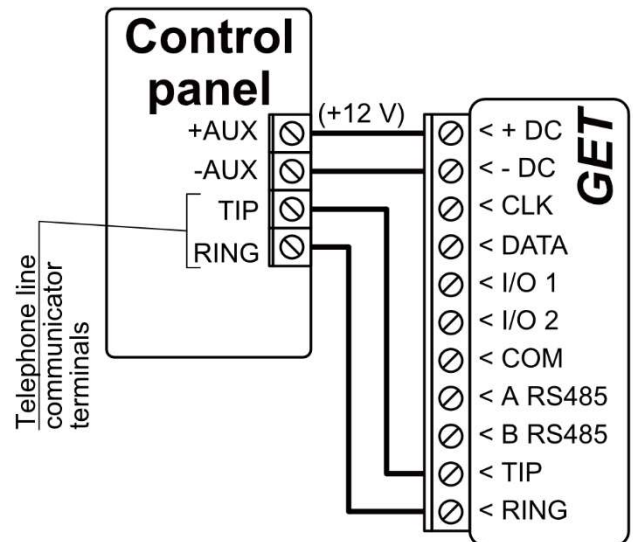 Control
panel
+AUX
-AUX
TIP
RING
(+12 V)
Telephone line
communicator
terminals
GET
< + DC
< - DC
< CLK
< DATA
< I/O 1
< I/O 2
< COM
< A RS485
< B RS485
< TIP
< RING